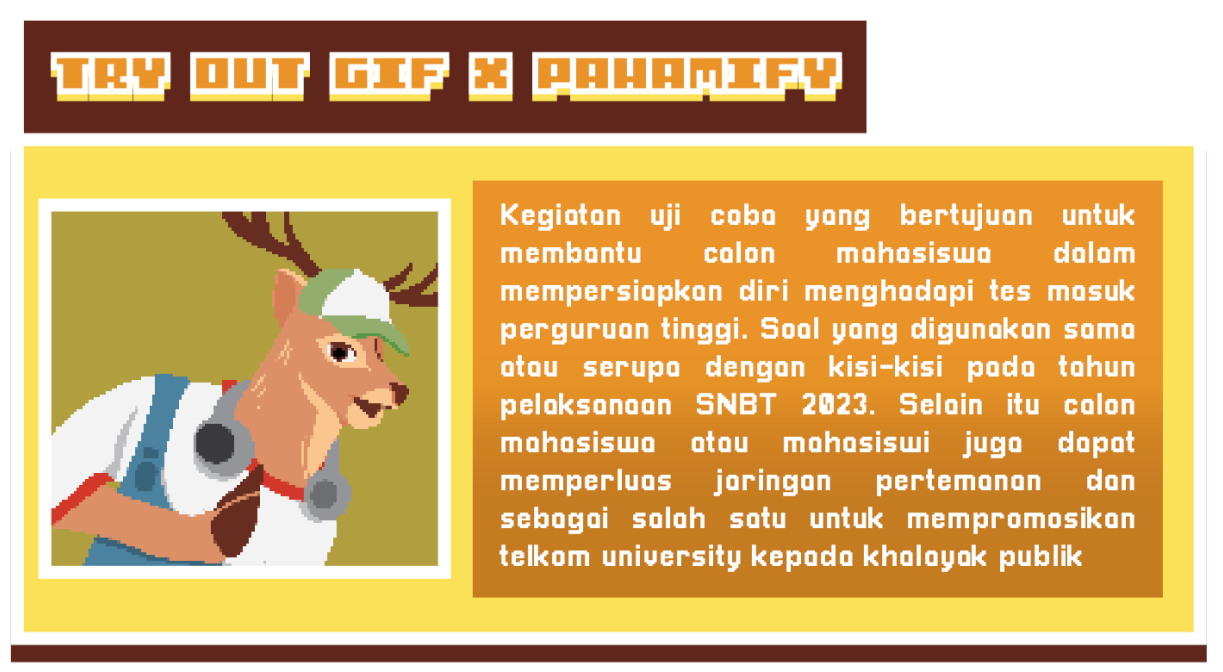 TRY OUT GIF X PAHAMIFY
Kegiatan uji coba yang bertujuan untuk
membantu calon mahasiswa dalam
mempersiapkan diri menghadapi tes masuk
perguruan tinggi. Soal yang digunakan sama
atau serupa dengan kisi-kisi pada tahun
pelaksanaan SNBT 2023. Selain itu calon
mahasiswa atau mahasiswi juga dapat
memperluas jaringan pertemanan dan
sebagai salah satu untuk mempromosikan
telkom university kepada khalayak publik